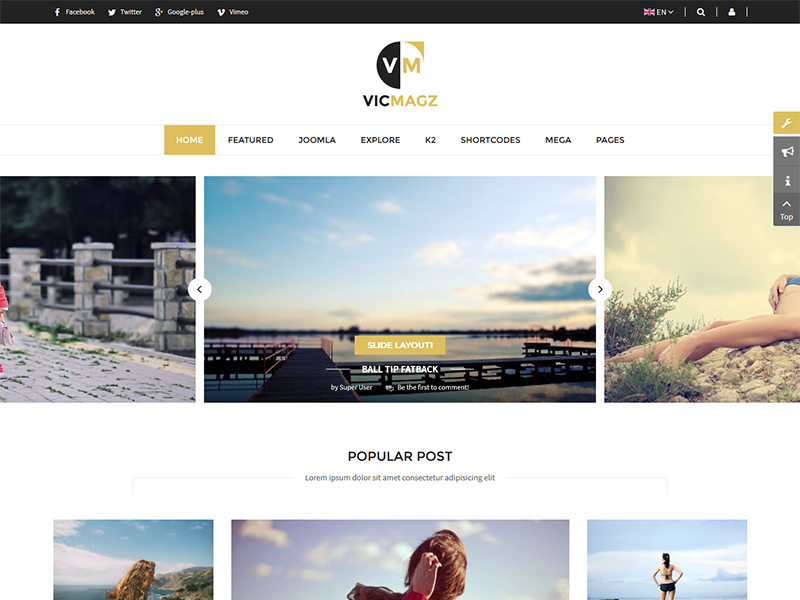 Facebook Twitter Google-plus Vimeo EN
VM
VICMAGZ
HOME FEATURED JOOMLA EXPLORE K2 SHORTCODES MEGA PAGES
Top
SLIDE LAYOUT1
BALL TIP FATBACK
by Super User Be the first to comment!
POPULAR POST
Lorem ipsum dolor sit amet consectetur adipisicing elit